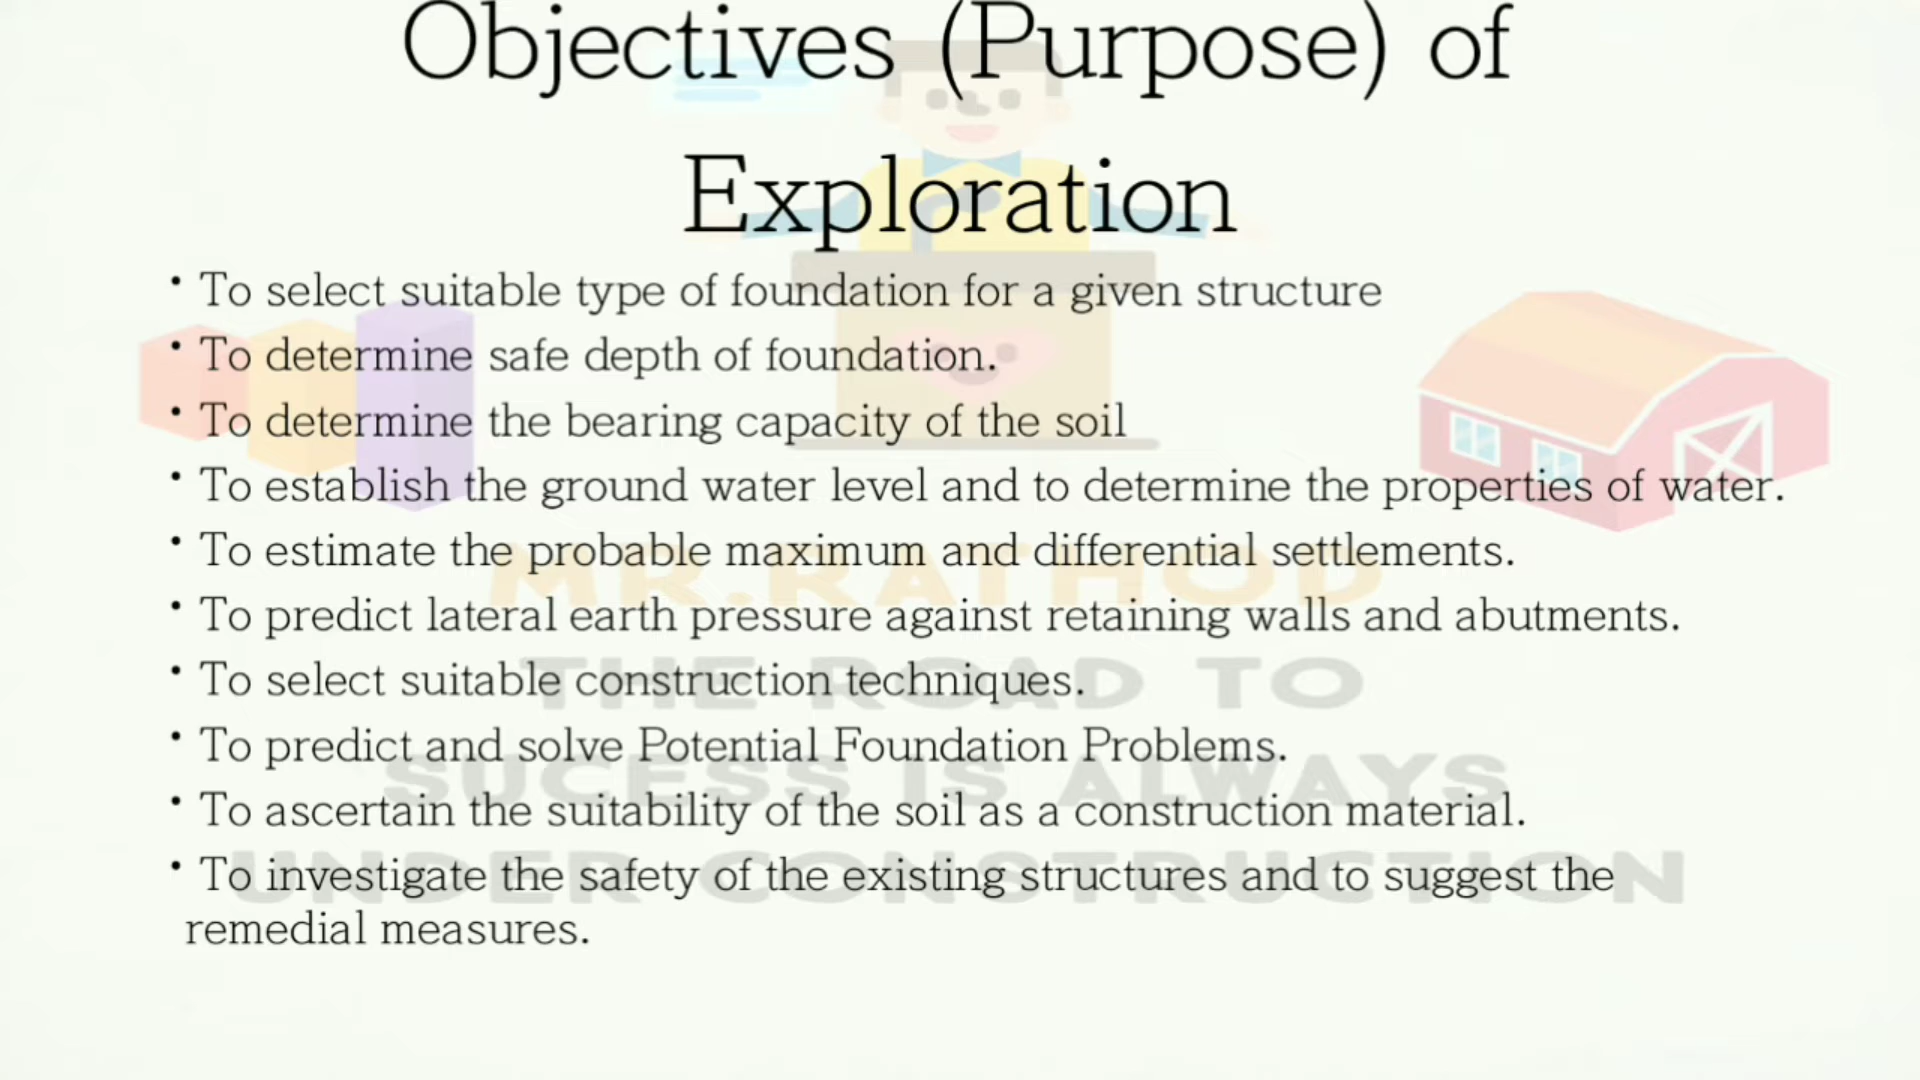 Objectives (Purpose) of
Exploration
• To select suitable type of foundation for a given structure
• To determine safe depth of foundation.
• To determine the bearing capacity of the soil
• To establish the ground water level and to determine the properties of water.
• To estimate the probable maximum and differential settlements.
MR.RATHOD
• To predict lateral earth pressure against retaining walls and abutments.
THE ROAD TO
• To select suitable construction techniques.
• To predict and solve Potential Foundation Problems.
SUCESS IS ALWAYS
• To ascertain the suitability of the soil as a construction material.
• To investigate the safety of the existing structures and to suggest the
UNDER CONSTRUCTION
remedial measures.